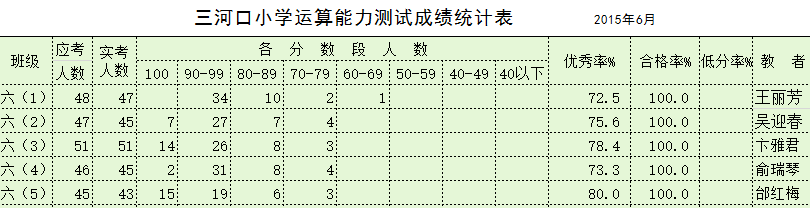 三河口小学运算能力测试成绩统计表 2015年6月
班级 应考人数 实考人数 各分数段人数 优秀率% 合格率% 低分率% 教 者
100 90-99 80-89 70-79 60-69 50-59 40-49 40以下
六（1） 48 47 34 10 2 1 72.5 100.0 王丽芳
六（2） 47 45 7 27 7 4 75.6 100.0 吴迎春
六（3） 51 51 14 26 8 3 78.4 100.0 卞雅君
六（4） 46 45 2 31 8 4 73.3 100.0 俞瑞琴
六（5） 45 43 15 19 6 3 80.0 100.0 邰红梅